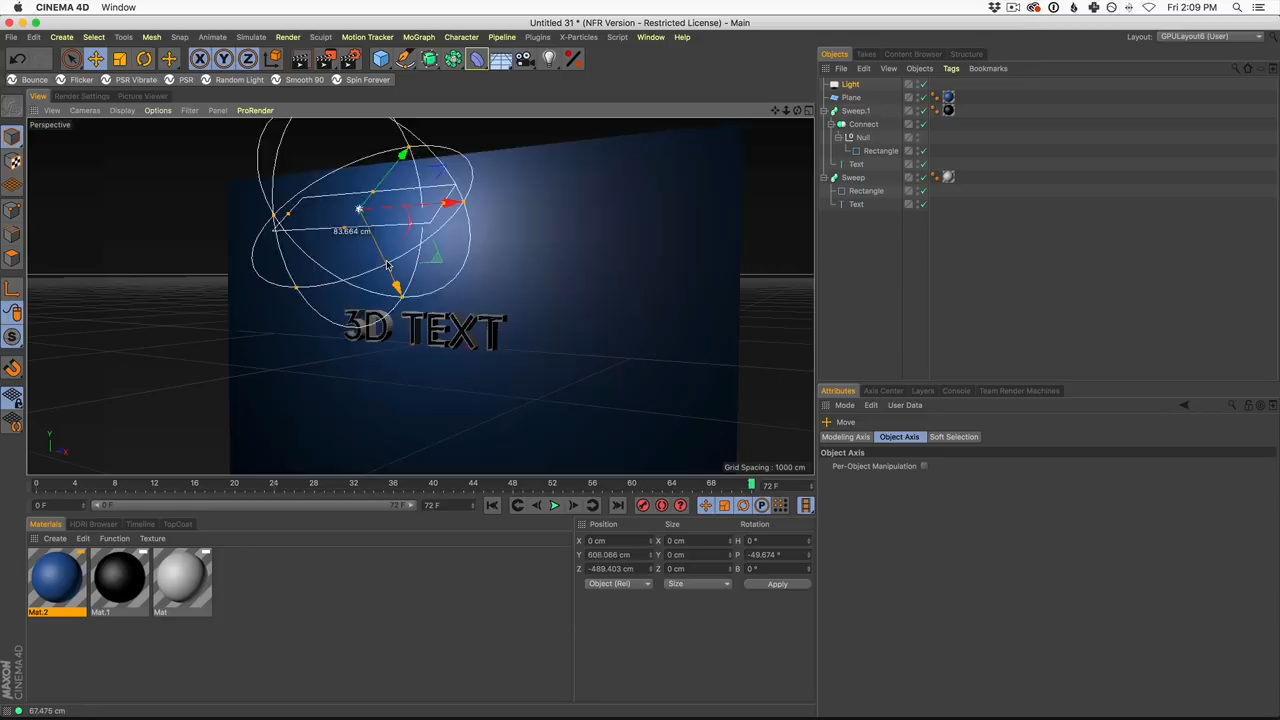 CINEMA 4D Window Fri 2:09 PM
Untitled 31 * (NFR Version - Restricted License) - Main
File Edit Create Select Tools Mesh Snap Animate Simulate Render Sculpt Motion Tracker MoGraph Character Pipeline Plugins X-Particles Script Window Help Layout: GPULayout6 (User)
Bounce Flicker PSR Vibrate PSR Random Light Smooth 90 Spin Forever
View Render Settings Picture Viewer
View Cameras Display Options Filter Panel ProRender
Perspective
83.664 cm
3D TEXT
Y
X
Grid Spacing : 1000 cm
Objects Takes Content Browser Structure
File Edit View Objects Tags Bookmarks
Light
Plane
Sweep.1
Connect
Null
Rectangle
Text
Sweep
Rectangle
Text
Attributes Axis Center Layers Console Team Render Machines
Mode Edit User Data
Move
Modeling Axis Object Axis Soft Selection
Object Axis
Per-Object Manipulation
0 4 8 12 16 20 24 28 32 36 40 44 48 52 56 60 64 68 72 F
0 F 0 F 72 F 72 F
Materials HDRI Browser Timeline TopCoat
Create Edit Function Texture
Mat.2 Mat.1 Mat
Position Size Rotation
X 0 cm X 0 cm H 0 °
Y 608.066 cm Y 0 cm P -49.674 °
Z -489.403 cm Z 0 cm B 0 °
Object (Rel) Size Apply
MAXON CINEMA 4D
67.475 cm